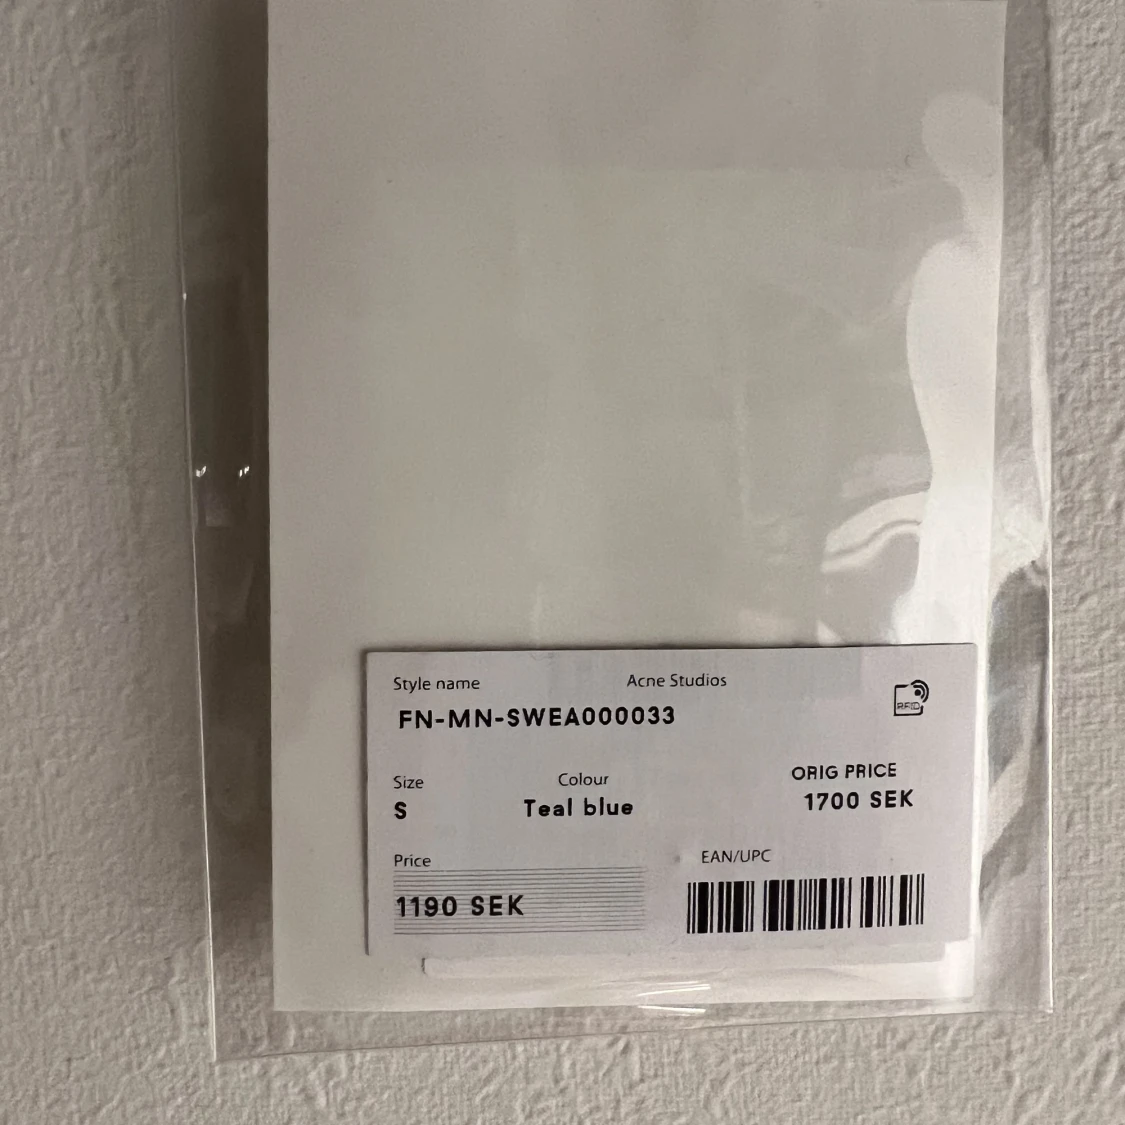 Style name Acne Studios
FN-MN-SWEA000033
RFID
Size Colour ORIG PRICE
S Teal blue 1700 SEK
Price EAN/UPC
1190 SEK